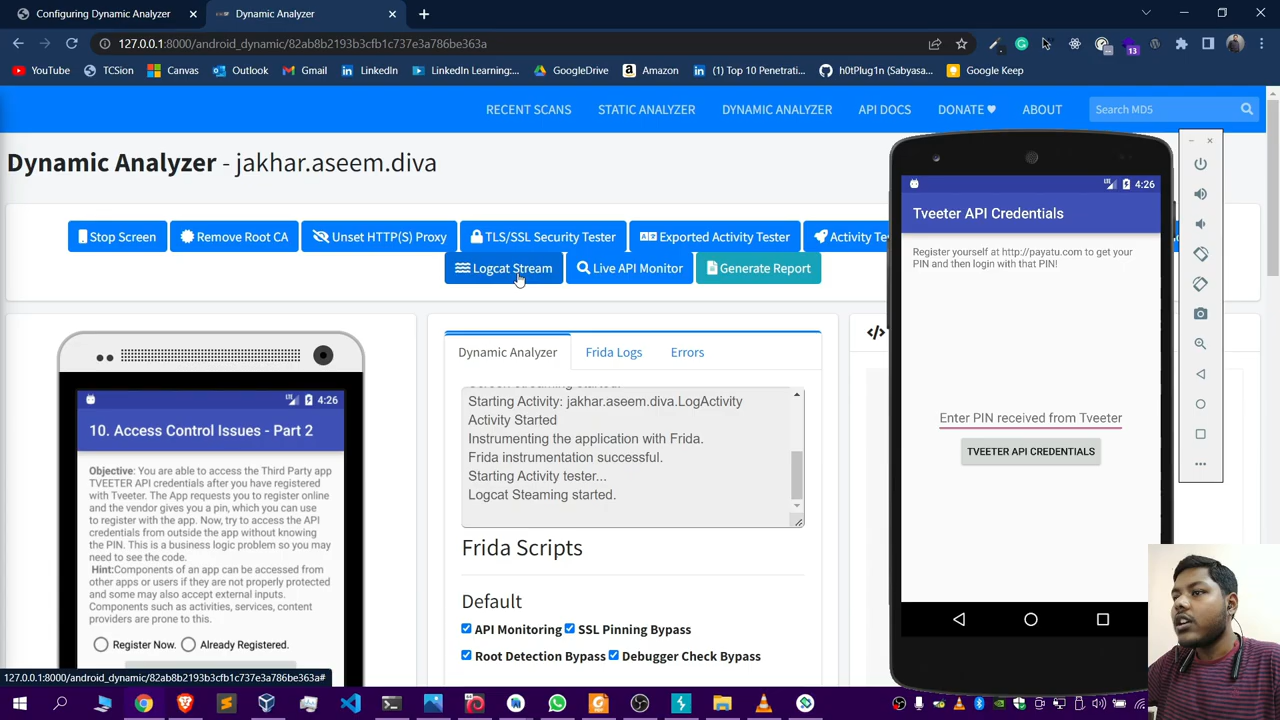 Configuring Dynamic Analyzer
Dynamic Analyzer
127.0.0.1:8000/android_dynamic/82ab8b2193b3cfb1c737e3a786be363a
13
YouTube
TCSion
Canvas
Outlook
Gmail
LinkedIn
LinkedIn Learning:...
GoogleDrive
Amazon
(1) Top 10 Penetrati...
h0tPlug1n (Sabyasa...
Google Keep
RECENT SCANS
STATIC ANALYZER
DYNAMIC ANALYZER
API DOCS
DONATE ♥
ABOUT
Search MD5
Dynamic Analyzer - jakhar.aseem.diva
Stop Screen
Remove Root CA
Unset HTTP(S) Proxy
TLS/SSL Security Tester
Exported Activity Tester
Activity Te
Logcat Stream
Live API Monitor
Generate Report
LTE 4:26
10. Access Control Issues - Part 2
Objective: You are able to access the Third Party app
TVEETER API credentials after you have registered
with Tveeter. The App requests you to register online
and the vendor gives you a pin, which you can use
to register with the app. Now, try to access the API
credentials from outside the app without knowing
the PIN. This is a business logic problem so you may
need to see the code.
Hint:Components of an app can be accessed from
other apps or users if they are not properly protected
and some may also accept external inputs.
Components such as activities, services, content
providers are prone to this.
Register Now.
Already Registered.
Dynamic Analyzer
Frida Logs
Errors
Screen streaming started.
Starting Activity: jakhar.aseem.diva.LogActivity
Activity Started
Instrumenting the application with Frida.
Frida instrumentation successful.
Starting Activity tester...
Logcat Steaming started.
Frida Scripts
Default
API Monitoring
SSL Pinning Bypass
Root Detection Bypass
Debugger Check Bypass
</>
LTE 4:26
Tveeter API Credentials
Register yourself at http://payatu.com to get your
PIN and then login with that PIN!
Enter PIN received from Tveeter
TVEETER API CREDENTIALS
127.0.0.1:8000/android_dynamic/82ab8b2193b3cfb1c737e3a786be363a#